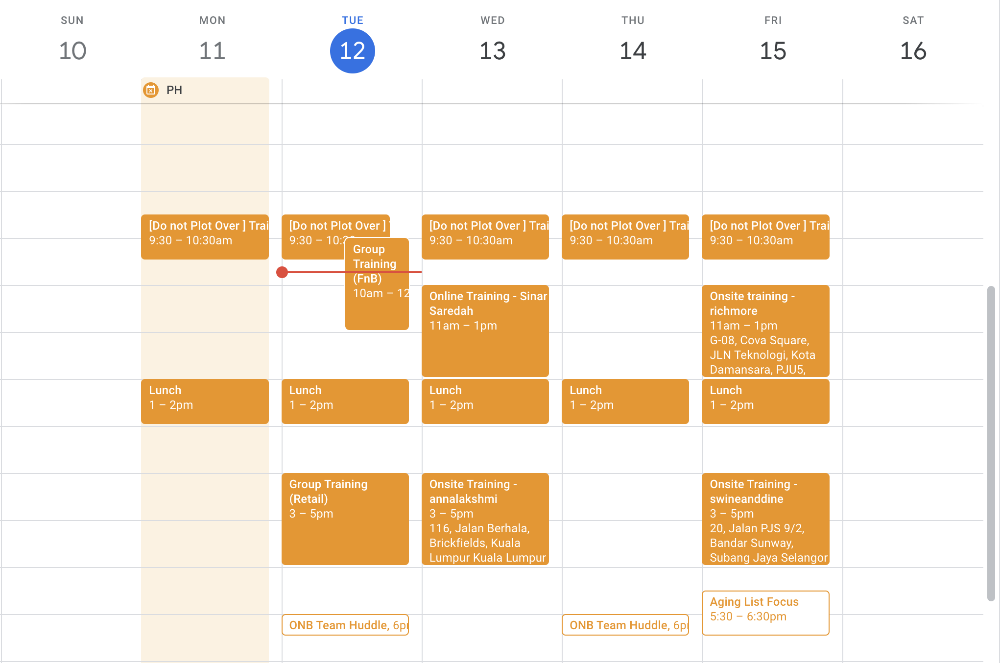 SUN
MON
TUE
WED
THU
FRI
SAT
10
11
12
13
14
15
16
PH
[Do not Plot Over ] Trai
9:30 – 10:30am
Lunch
1 – 2pm
[Do not Plot Over ]
9:30 – 10:30
Group
Training
(FnB)
10am – 12
Lunch
1 – 2pm
Group Training
(Retail)
3 – 5pm
ONB Team Huddle, 6pm
[Do not Plot Over ] Trai
9:30 – 10:30am
Online Training - Sinar
Saredah
11am – 1pm
Lunch
1 – 2pm
Onsite Training -
annalakshmi
3 – 5pm
116, Jalan Berhala,
Brickfields, Kuala
Lumpur Kuala Lumpur
[Do not Plot Over ] Trai
9:30 – 10:30am
Lunch
1 – 2pm
ONB Team Huddle, 6pm
[Do not Plot Over ] Trai
9:30 – 10:30am
Onsite training -
richmore
11am – 1pm
G-08, Cova Square,
JLN Teknologi, Kota
Damansara, PJU5,
Lunch
1 – 2pm
Onsite Training -
swineanddine
3 – 5pm
20, Jalan PJS 9/2,
Bandar Sunway,
Subang Jaya Selangor
Aging List Focus
5:30 – 6:30pm